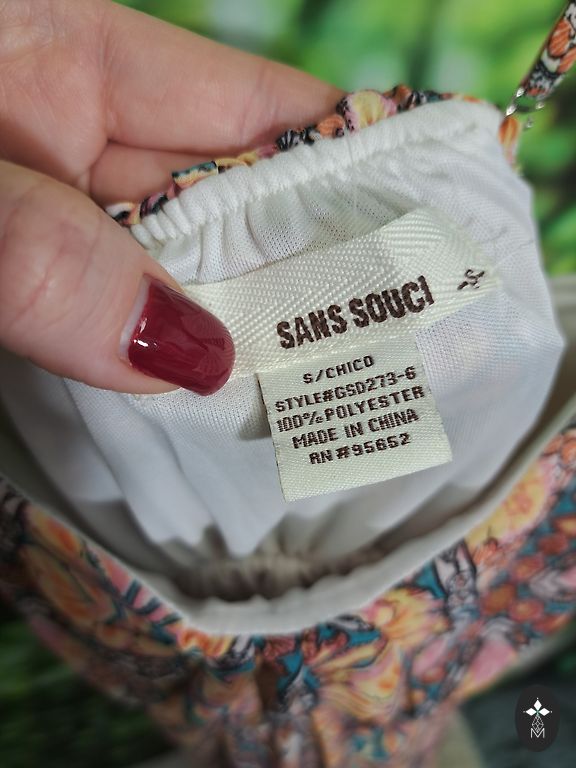 SANS SOUCI
S
S/CHICO
STYLE#GSD273-6
100%POLYESTER
MADE IN CHINA
RN #95652
M